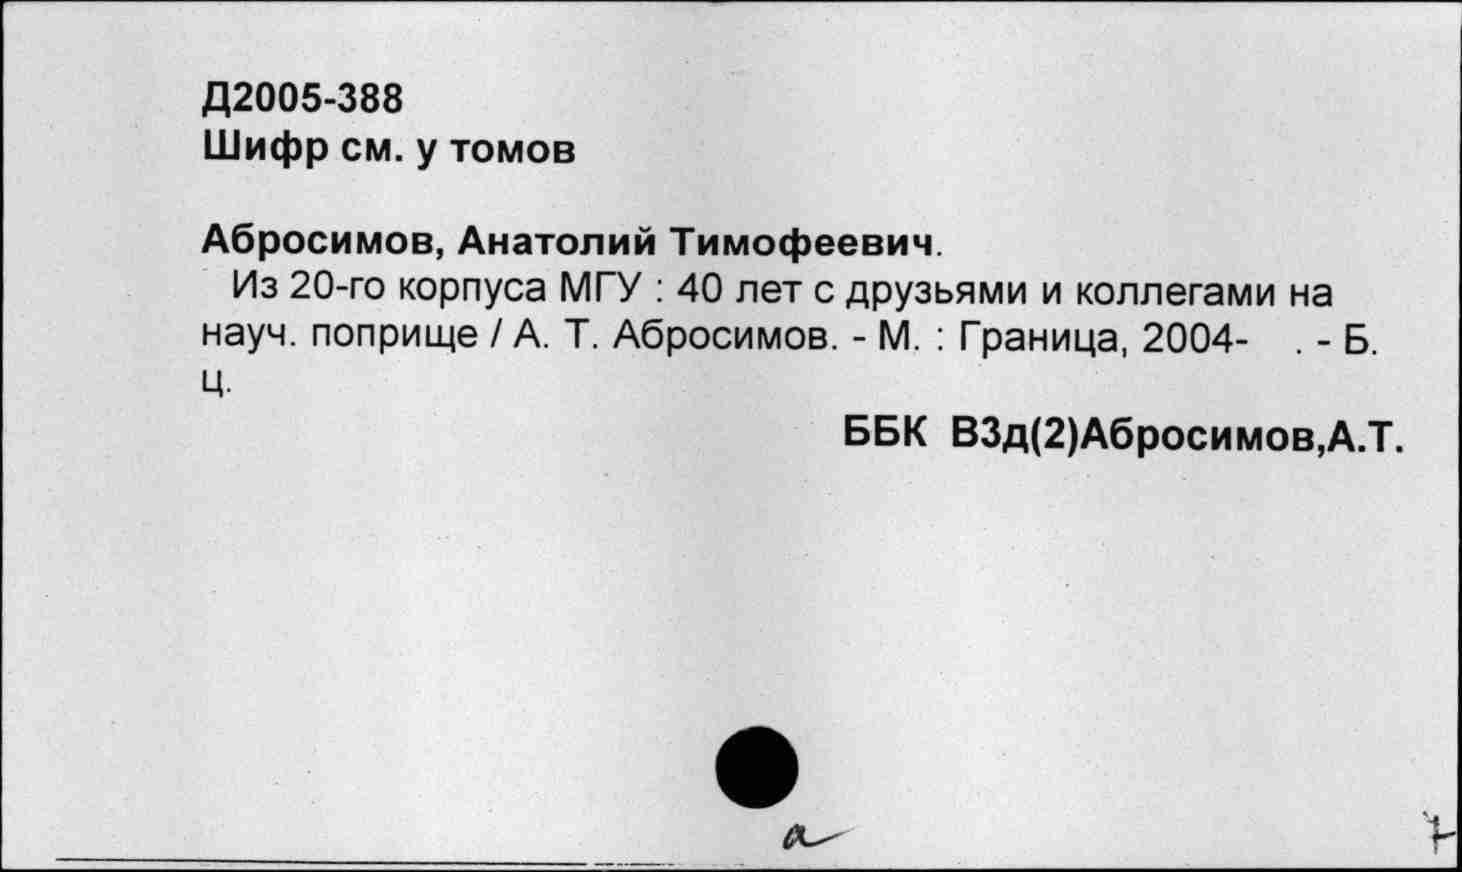 Д2005-388
Шифр см. у томов
Абросимов, Анатолий Тимофеевич.
Из 20-го корпуса МГУ : 40 лет с друзьями и коллегами на
науч. поприще / А. Т. Абросимов. - М. : Граница, 2004-    . - Б.
ц.
ББК  В3д(2)Абросимов,А.Т.
а